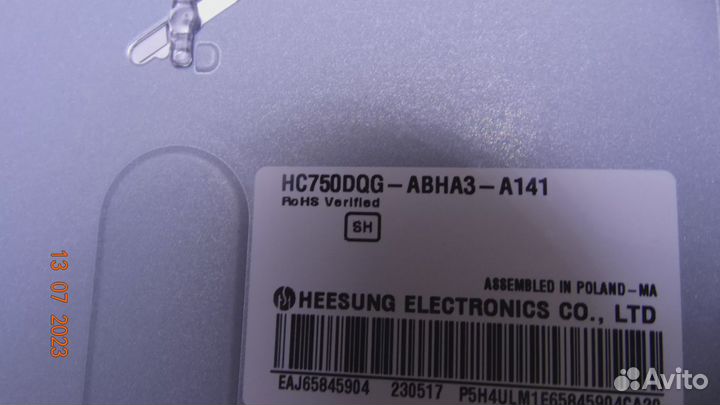 D
HC750DQG-ABHA3-A141
RoHS Verified
SH
ASSEMBLED IN POLAND-MA
HEESUNG ELECTRONICS CO., LTD
EAJ65845904 230517 P5H4ULM1E65845904CA20
13 07 2023
Avito